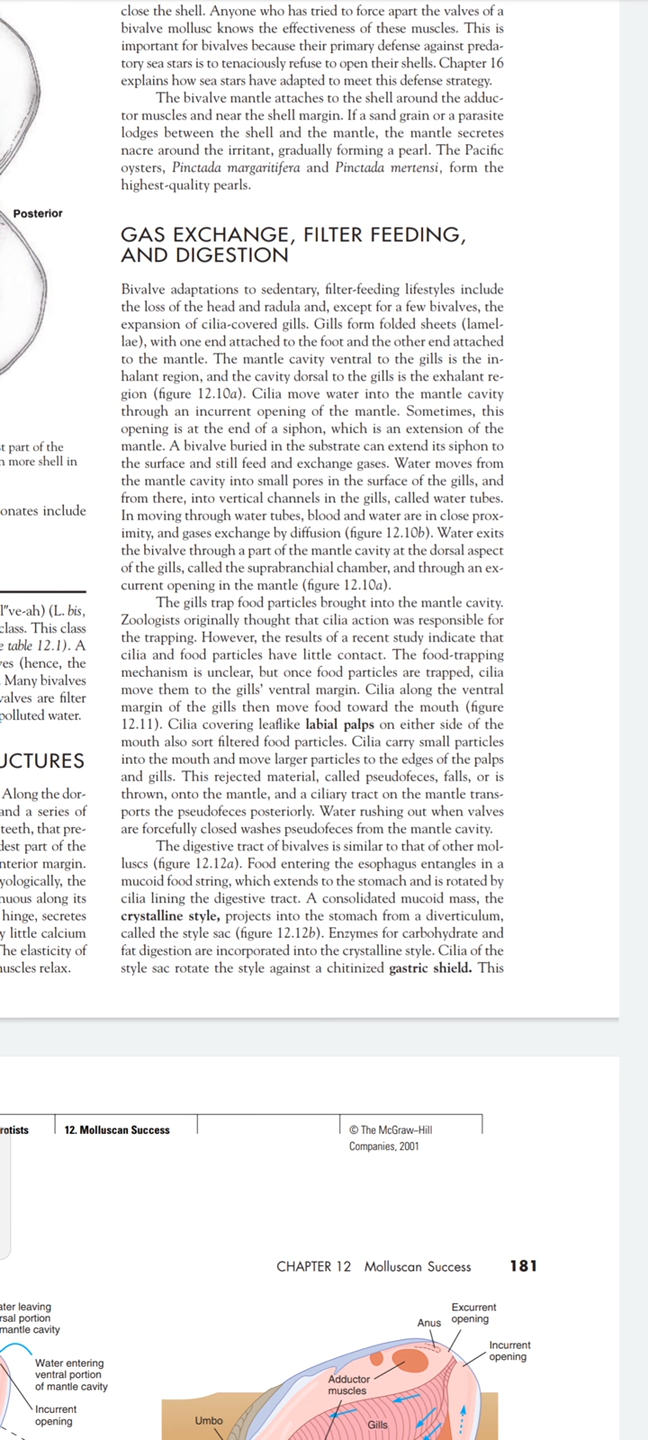 close the shell. Anyone who has tried to force apart the valves of a
bivalve mollusc knows the effectiveness of these muscles. This is
important for bivalves because their primary defense against preda-
tory sea stars is to tenaciously refuse to open their shells. Chapter 16
explains how sea stars have adapted to meet this defense strategy.
The bivalve mantle attaches to the shell around the adduc-
tor muscles and near the shell margin. If a sand grain or a parasite
lodges between the shell and the mantle, the mantle secretes
nacre around the irritant, gradually forming a pearl. The Pacific
oysters, Pinctada margaritifera and Pinctada mertensi, form the
highest-quality pearls.
Posterior
GAS EXCHANGE, FILTER FEEDING,
AND DIGESTION
Bivalve adaptations to sedentary, filter-feeding lifestyles include
the loss of the head and radula and, except for a few bivalves, the
expansion of cilia-covered gills. Gills form folded sheets (lamel-
lae), with one end attached to the foot and the other end attached
to the mantle. The mantle cavity ventral to the gills is the in-
halant region, and the cavity dorsal to the gills is the exhalant re-
gion (figure 12.10a). Cilia move water into the mantle cavity
through an incurrent opening of the mantle. Sometimes, this
opening is at the end of a siphon, which is an extension of the
mantle. A bivalve buried in the substrate can extend its siphon to
the surface and still feed and exchange gases. Water moves from
the mantle cavity into small pores in the surface of the gills, and
from there, into vertical channels in the gills, called water tubes.
In moving through water tubes, blood and water are in close prox-
imity, and gases exchange by diffusion (figure 12.10b). Water exits
the bivalve through a part of the mantle cavity at the dorsal aspect
of the gills, called the suprabranchial chamber, and through an ex-
current opening in the mantle (figure 12.10a).
The gills trap food particles brought into the mantle cavity.
Zoologists originally thought that cilia action was responsible for
the trapping. However, the results of a recent study indicate that
cilia and food particles have little contact. The food-trapping
mechanism is unclear, but once food particles are trapped, cilia
move them to the gills' ventral margin. Cilia along the ventral
margin of the gills then move food toward the mouth (figure
12.11). Cilia covering leaflike labial palps on either side of the
mouth also sort filtered food particles. Cilia carry small particles
into the mouth and move larger particles to the edges of the palps
and gills. This rejected material, called pseudofeces, falls, or is
thrown, onto the mantle, and a ciliary tract on the mantle trans-
ports the pseudofeces posteriorly. Water rushing out when valves
are forcefully closed washes pseudofeces from the mantle cavity.
The digestive tract of bivalves is similar to that of other mol-
luscs (figure 12.12a). Food entering the esophagus entangles in a
mucoid food string, which extends to the stomach and is rotated by
cilia lining the digestive tract. A consolidated mucoid mass, the
crystalline style, projects into the stomach from a diverticulum,
called the style sac (figure 12.12b). Enzymes for carbohydrate and
fat digestion are incorporated into the crystalline style. Cilia of the
style sac rotate the style against a chitinized gastric shield. This
t part of the
more shell in
onates include
l″ve-ah) (L. bis,
class. This class
table 12.1). A
ves (hence, the
Many bivalves
valves are filter
polluted water.
UCTURES
Along the dor-
and a series of
teeth, that pre-
dest part of the
nterior margin.
yologically, the
nuous along its
hinge, secretes
y little calcium
The elasticity of
nuscles relax.
rotists
12. Molluscan Success
© The McGraw–Hill
Companies, 2001
CHAPTER 12 Molluscan Success 181
ater leaving
rsal portion
mantle cavity
Water entering
ventral portion
of mantle cavity
Incurrent
opening
Excurrent
opening
Anus
Incurrent
opening
Adductor
muscles
Umbo
Gills